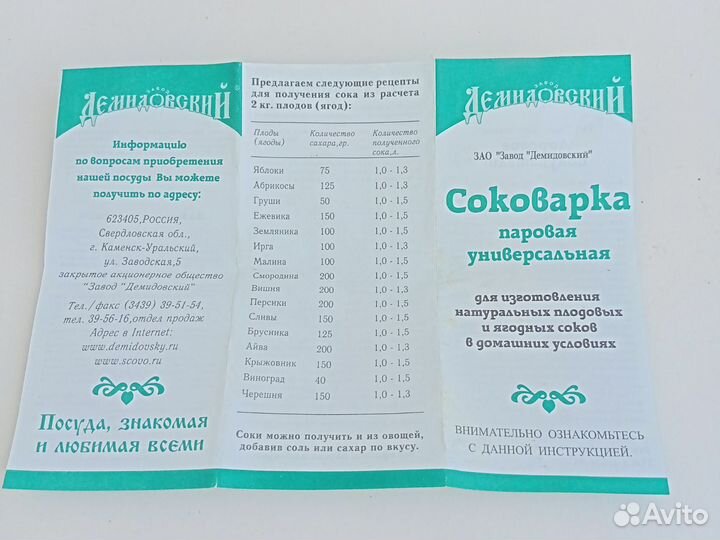 ЗАВОД
ДЕМИДОВСКИЙ
Информацию
по вопросам приобретения
нашей посуды Вы можете
получить по адресу:
623405,РОССИЯ,
Свердловская обл.,
г. Каменск-Уральский,
ул. Заводская,5
закрытое акционерное общество
"Завод "Демидовский"
Тел./факс (3439) 39-51-54,
тел. 39-56-16,отдел продаж
Адрес в Internet:
www.demidovsky.ru
www.scovo.ru
Посуда, знакомая
и любимая всеми
Предлагаем следующие рецепты
для получения сока из расчета
2 кг. плодов (ягод):
Плоды (ягоды) Количество сахара,гр. Количество полученного сока,л.
Яблоки 75 1,0 - 1,3
Абрикосы 125 1,0 - 1,3
Груши 50 1,0 - 1,5
Ежевика 150 1,0 - 1,5
Земляника 100 1,0 - 1,5
Ирга 100 1,0 - 1,3
Малина 100 1,0 - 1,5
Смородина 200 1,0 - 1,5
Вишня 200 1,0 - 1,3
Персики 200 1,0 - 1,5
Сливы 150 1,0 - 1,5
Брусника 125 1,0 - 1,5
Айва 200 1,0 - 1,3
Крыжовник 150 1,0 - 1,5
Виноград 40 1,0 - 1,5
Черешня 150 1,0 - 1,3
Соки можно получить и из овощей,
добавив соль или сахар по вкусу.
ЗАВОД
ДЕМИДОВСКИЙ
ЗАО "Завод "Демидовский"
Соковарка
паровая
универсальная
для изготовления
натуральных плодовых
и ягодных соков
в домашних условиях
ВНИМАТЕЛЬНО ОЗНАКОМЬТЕСЬ
С ДАННОЙ ИНСТРУКЦИЕЙ.
Avito